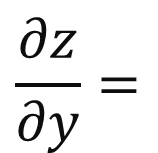 ∂z/∂y =